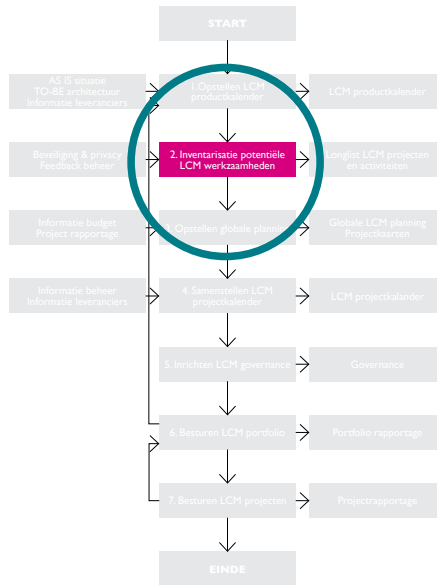 START
AS IS situatie
TO-BE architectuur
Informatie leveranciers
1. Opstellen LCM
productkalender
LCM productkalender
Beveiliging & privacy
Feedback beheer
2. Inventarisatie potentiële
LCM werkzaamheden
Longlist LCM projecten
en activiteiten
Informatie budget
Project rapportage
3. Opstellen globale planning
Globale LCM planning
Projectkaarten
Informatie beheer
Informatie leveranciers
4. Samenstellen LCM
projectkalender
LCM projectkalander
5. Inrichten LCM governance
Governance
6. Besturen LCM portfolio
Portfolio rapportage
7. Besturen LCM projecten
Projectrapportage
EINDE